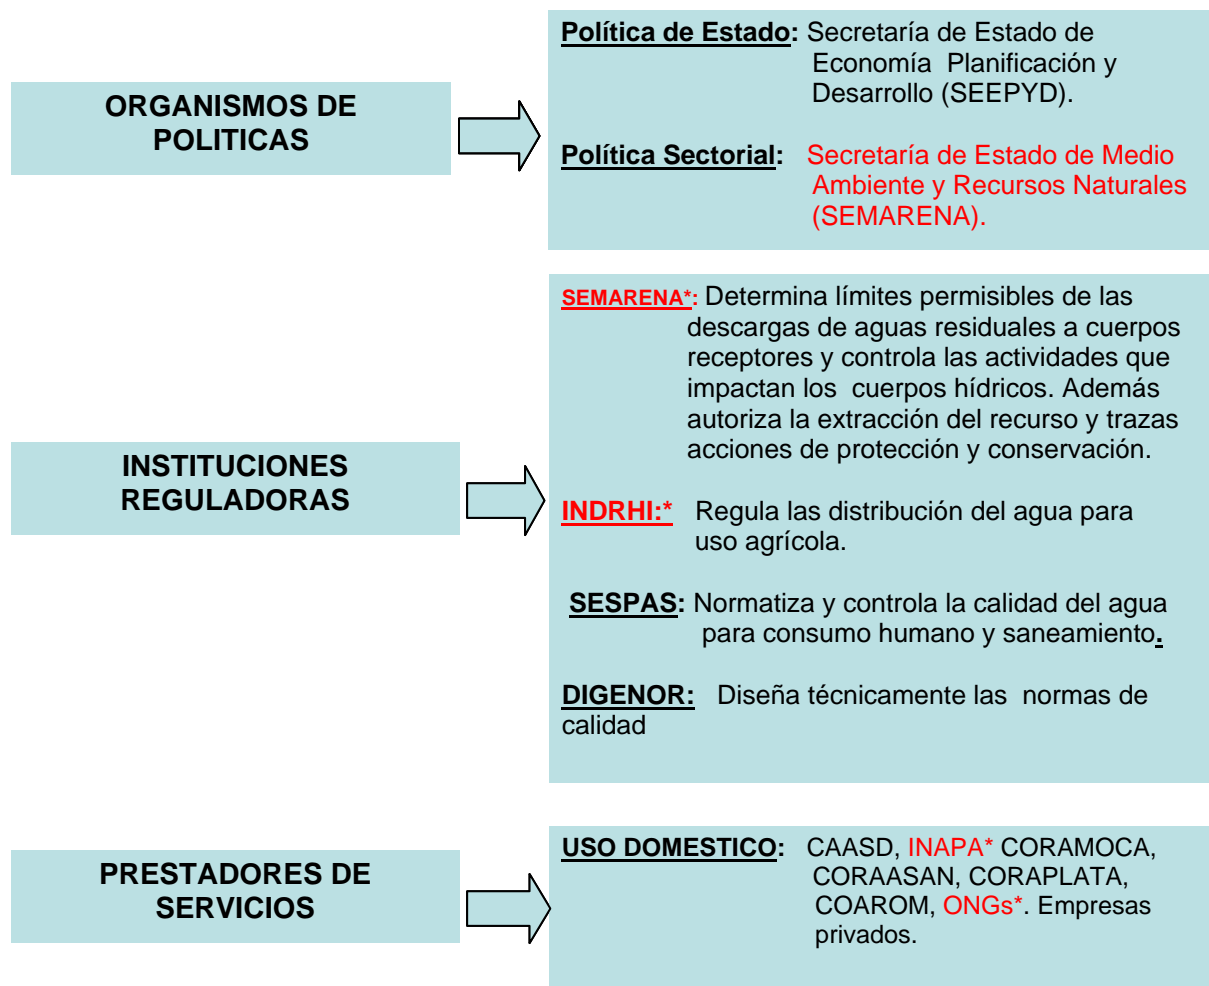 ORGANISMOS DE
POLITICAS
Política de Estado: Secretaría de Estado de
Economía Planificación y
Desarrollo (SEEPYD).
Política Sectorial: Secretaría de Estado de Medio
Ambiente y Recursos Naturales
(SEMARENA).
INSTITUCIONES
REGULADORAS
SEMARENA*: Determina límites permisibles de las
descargas de aguas residuales a cuerpos
receptores y controla las actividades que
impactan los cuerpos hídricos. Además
autoriza la extracción del recurso y trazas
acciones de protección y conservación.
INDRHI:* Regula las distribución del agua para
uso agrícola.
SESPAS: Normatiza y controla la calidad del agua
para consumo humano y saneamiento.
DIGENOR: Diseña técnicamente las normas de
calidad
PRESTADORES DE
SERVICIOS
USO DOMESTICO: CAASD, INAPA* CORAMOCA,
CORAASAN, CORAPLATA,
COAROM, ONGs*. Empresas
privados.